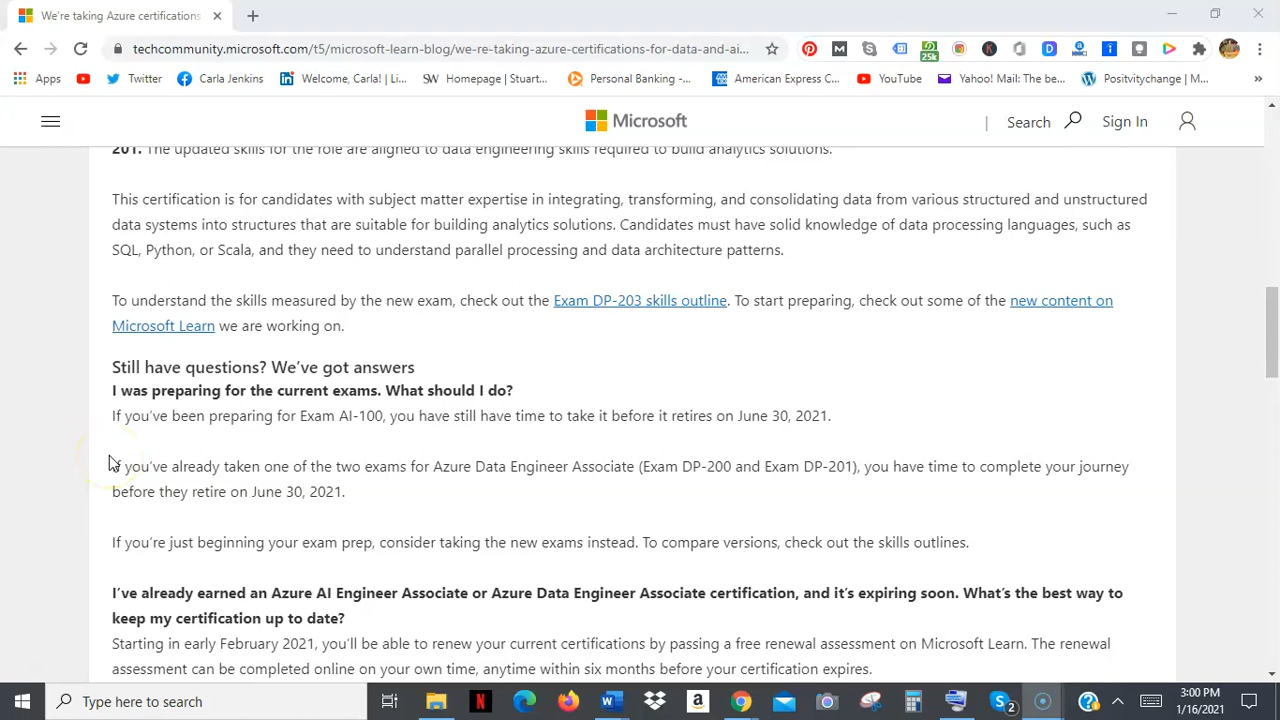 We're taking Azure certifications
techcommunity.microsoft.com/t5/microsoft-learn-blog/we-re-taking-azure-certifications-for-data-and-ai...
25k
Apps
Twitter
Carla Jenkins
Welcome, Carla! | Li...
SW Homepage | Stuart...
Personal Banking -...
American Express C...
YouTube
Yahoo! Mail: The be...
Positvitychange | M...
»
Microsoft
| Search
Sign In
201. The updated skills for the role are aligned to data engineering skills required to build analytics solutions.
This certification is for candidates with subject matter expertise in integrating, transforming, and consolidating data from various structured and unstructured
data systems into structures that are suitable for building analytics solutions. Candidates must have solid knowledge of data processing languages, such as
SQL, Python, or Scala, and they need to understand parallel processing and data architecture patterns.
To understand the skills measured by the new exam, check out the Exam DP-203 skills outline. To start preparing, check out some of the new content on
Microsoft Learn we are working on.
Still have questions? We've got answers
I was preparing for the current exams. What should I do?
If you've been preparing for Exam AI-100, you have still have time to take it before it retires on June 30, 2021.
If you've already taken one of the two exams for Azure Data Engineer Associate (Exam DP-200 and Exam DP-201), you have time to complete your journey
before they retire on June 30, 2021.
If you're just beginning your exam prep, consider taking the new exams instead. To compare versions, check out the skills outlines.
I've already earned an Azure AI Engineer Associate or Azure Data Engineer Associate certification, and it's expiring soon. What's the best way to
keep my certification up to date?
Starting in early February 2021, you'll be able to renew your current certifications by passing a free renewal assessment on Microsoft Learn. The renewal
assessment can be completed online on your own time, anytime within six months before your certification expires.
Type here to search
2
3:00 PM
1/16/2021